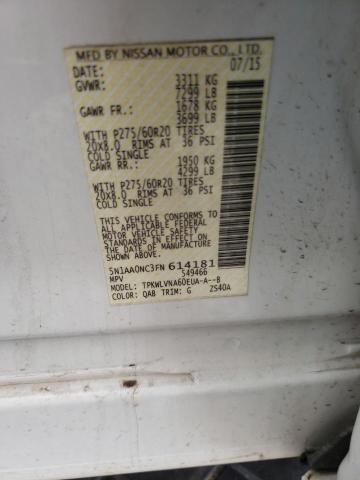 MFD BY NISSAN MOTOR CO., LTD.
DATE: 07/15
GVWR: 3311 KG
7299 LB
GAWR FR.: 1678 KG
3699 LB
WITH P275/60R20 TIRES
20X8.0 RIMS AT 36 PSI
COLD SINGLE
GAWR RR.: 1950 KG
4299 LB
WITH P275/60R20 TIRES
20X8.0 RIMS AT 36 PSI
COLD SINGLE
THIS VEHICLE CONFORMS TO
ALL APPLICABLE FEDERAL
MOTOR VEHICLE SAFETY
STANDARDS IN EFFECT ON
THE DATE OF MANUFACTURE
SHOWN ABOVE.
5N1AA0NC3FN614181
MPV 549466
MODEL: TPKWLVNA60EUA-A--B
COLOR: QAB TRIM: G ZS40A